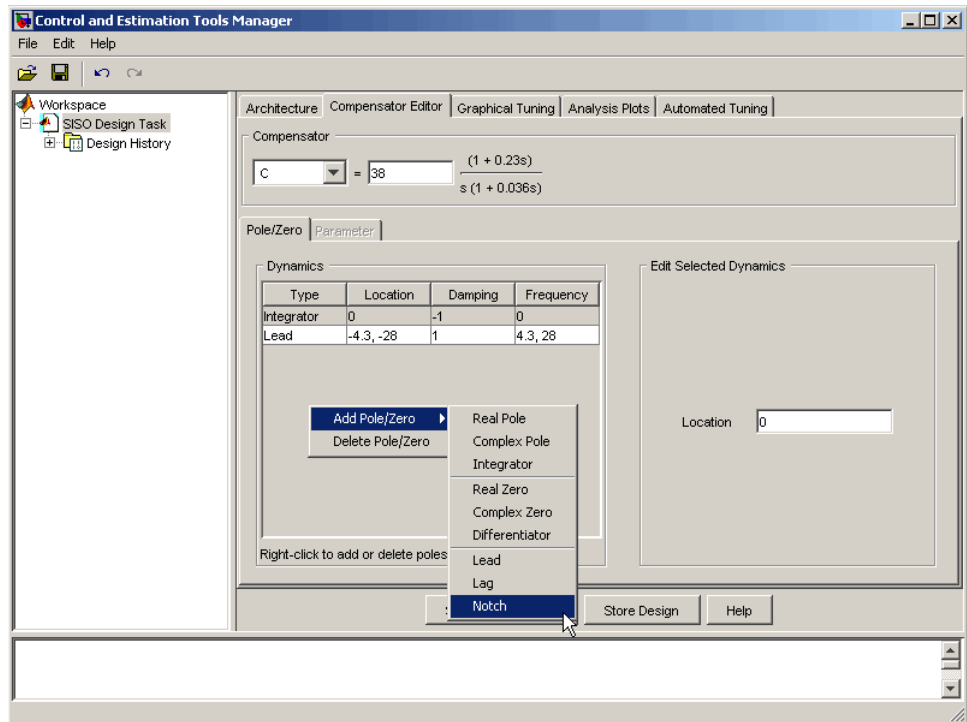 Control and Estimation Tools Manager
File Edit Help
Workspace
SISO Design Task
Design History
Architecture Compensator Editor Graphical Tuning Analysis Plots Automated Tuning
Compensator
C = 38
(1 + 0.23s)
s (1 + 0.036s)
Pole/Zero Parameter
Dynamics
Type Location Damping Frequency
Integrator 0 -1 0
Lead -4.3, -28 1 4.3, 28
Add Pole/Zero
Delete Pole/Zero
Real Pole
Complex Pole
Integrator
Real Zero
Complex Zero
Differentiator
Lead
Lag
Notch
Right-click to add or delete poles
Edit Selected Dynamics
Location 0
Store Design Help